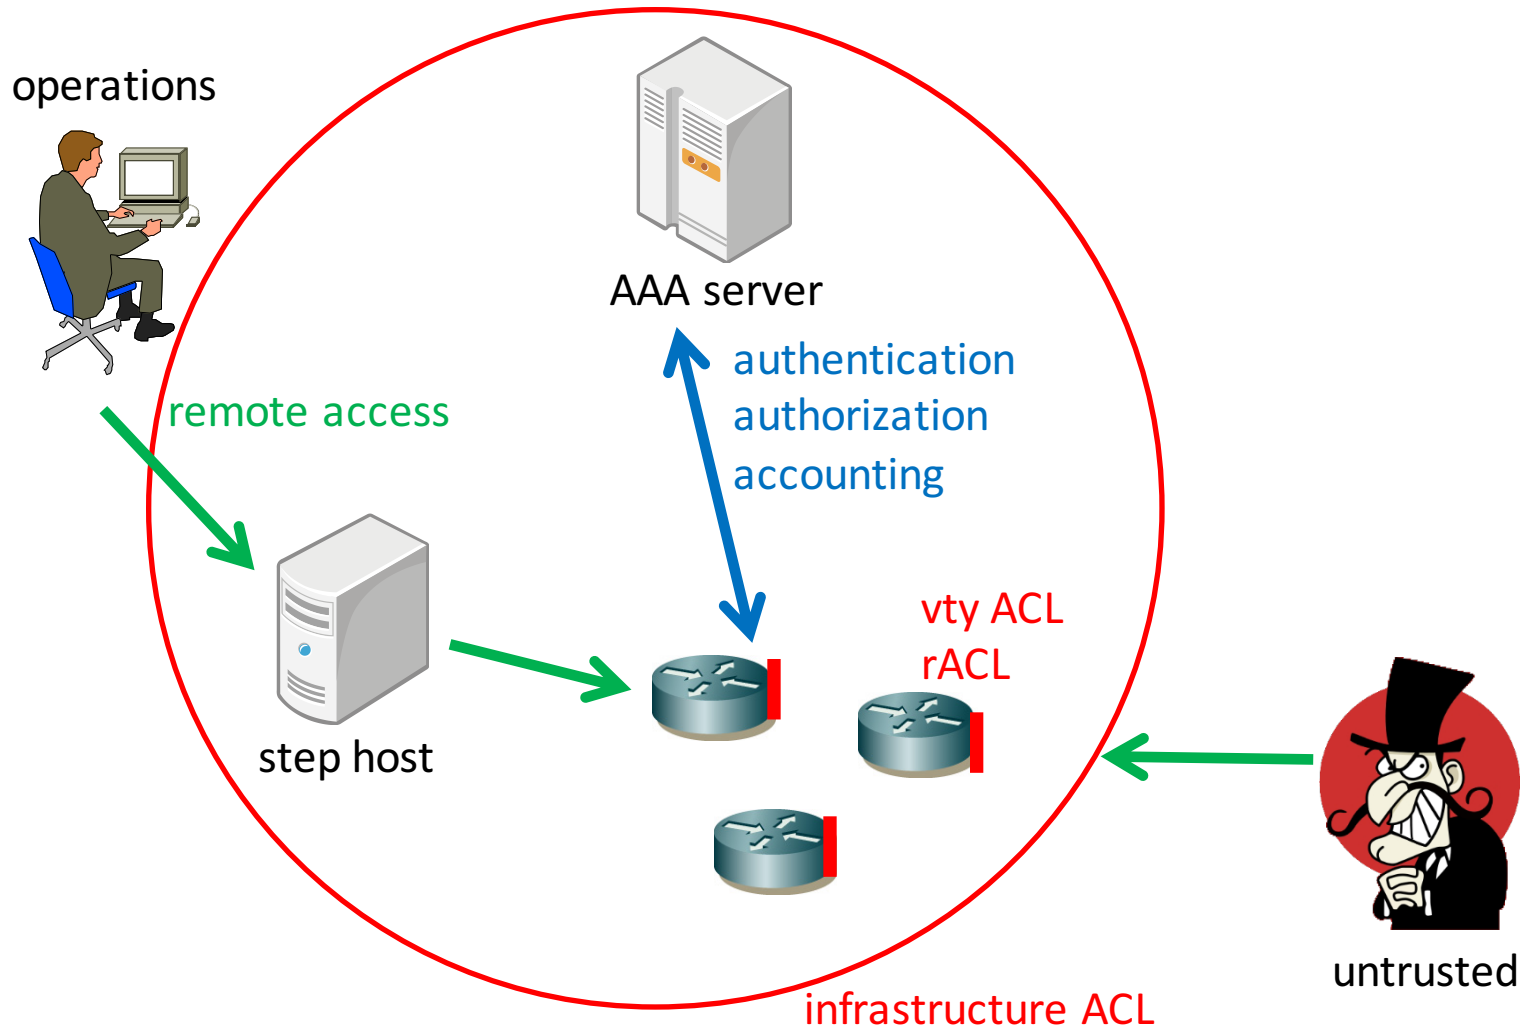 operations
AAA server
authentication
authorization
accounting
remote access
vty ACL
rACL
step host
untrusted
infrastructure ACL